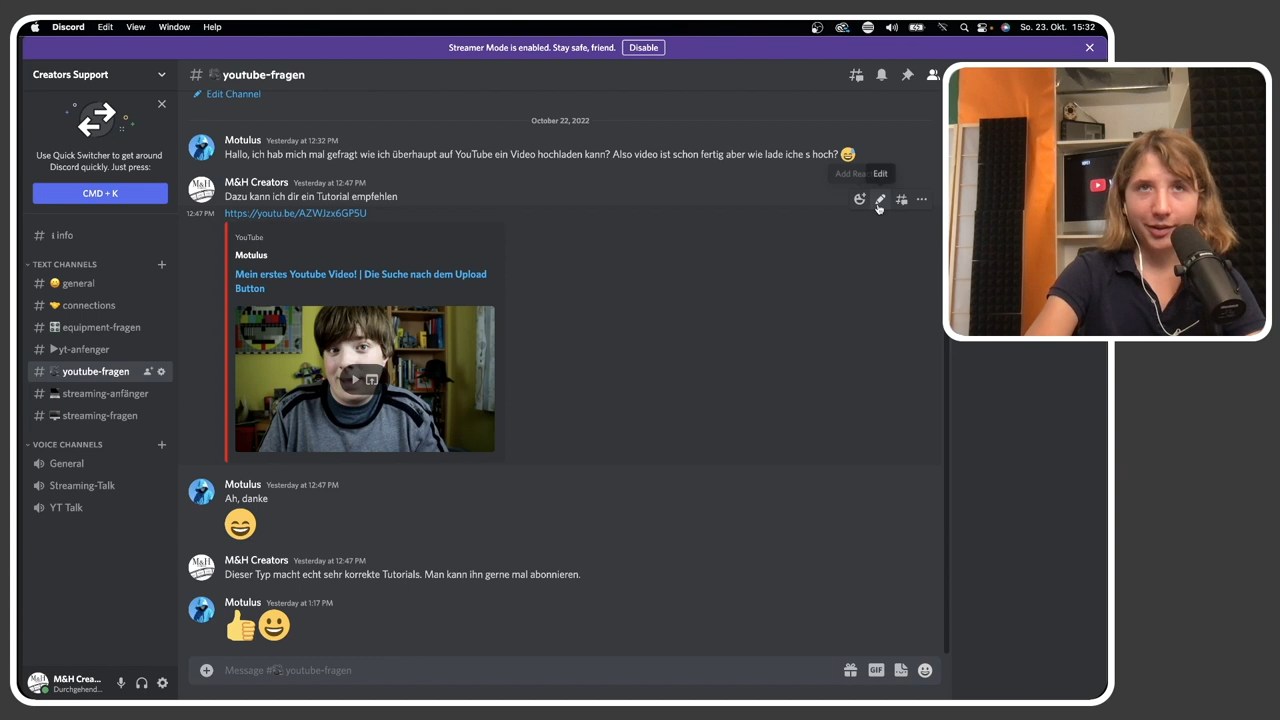 Discord Edit View Window Help
So. 23. Okt. 15:32
Streamer Mode is enabled. Stay safe, friend. Disable
Creators Support
youtube-fragen
Edit Channel
Use Quick Switcher to get around
Discord quickly. Just press:
CMD + K
info
TEXT CHANNELS
general
connections
equipment-fragen
yt-anfenger
youtube-fragen
streaming-anfänger
streaming-fragen
VOICE CHANNELS
General
Streaming-Talk
YT Talk
M&H Crea...
Durchgehend...
October 22, 2022
Motulus Yesterday at 12:32 PM
Hallo, ich hab mich mal gefragt wie ich überhaupt auf YouTube ein Video hochladen kann? Also video ist schon fertig aber wie lade iche s hoch?
Edit
M&H Creators Yesterday at 12:47 PM
Dazu kann ich dir ein Tutorial empfehlen
12:47 PM https://youtu.be/AZWJzx6GP5U
YouTube
Motulus
Mein erstes Youtube Video! | Die Suche nach dem Upload
Button
Motulus Yesterday at 12:47 PM
Ah, danke
M&H Creators Yesterday at 12:47 PM
Dieser Typ macht echt sehr korrekte Tutorials. Man kann ihn gerne mal abonnieren.
Motulus Yesterday at 1:17 PM
Message # youtube-fragen
GIF